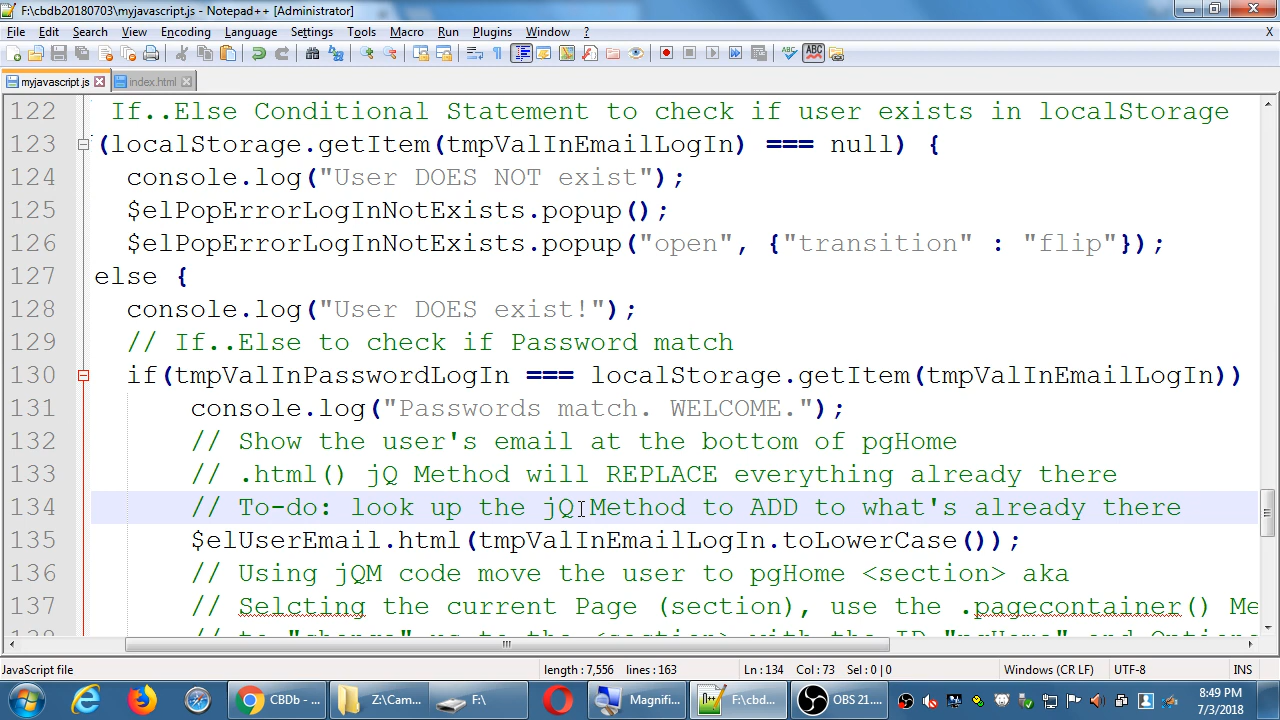 F:\cbdb20180703\myjavascript.js - Notepad++ [Administrator]
File Edit Search View Encoding Language Settings Tools Macro Run Plugins Window ? X
myjavascript.js index.html
122 If..Else Conditional Statement to check if user exists in localStorage
123 (localStorage.getItem(tmpValInEmailLogIn) === null) {
124 console.log("User DOES NOT exist");
125 $elPopErrorLogInNotExists.popup();
126 $elPopErrorLogInNotExists.popup("open", {"transition" : "flip"});
127 else {
128 console.log("User DOES exist!");
129 // If..Else to check if Password match
130 if(tmpValInPasswordLogIn === localStorage.getItem(tmpValInEmailLogIn))
131 console.log("Passwords match. WELCOME.");
132 // Show the user's email at the bottom of pgHome
133 // .html() jQ Method will REPLACE everything already there
134 // To-do: look up the jQ Method to ADD to what's already there
135 $elUserEmail.html(tmpValInEmailLogIn.toLowerCase());
136 // Using jQM code move the user to pgHome <section> aka
137 // Selcting the current Page (section), use the .pagecontainer() Me
JavaScript file length : 7,556 lines : 163 Ln : 134 Col : 73 Sel : 0 | 0 Windows (CR LF) UTF-8 INS
CBDb - ... Z:\Cam... F:\ Magnifi... F:\cbd... OBS 21.... 8:49 PM
7/3/2018